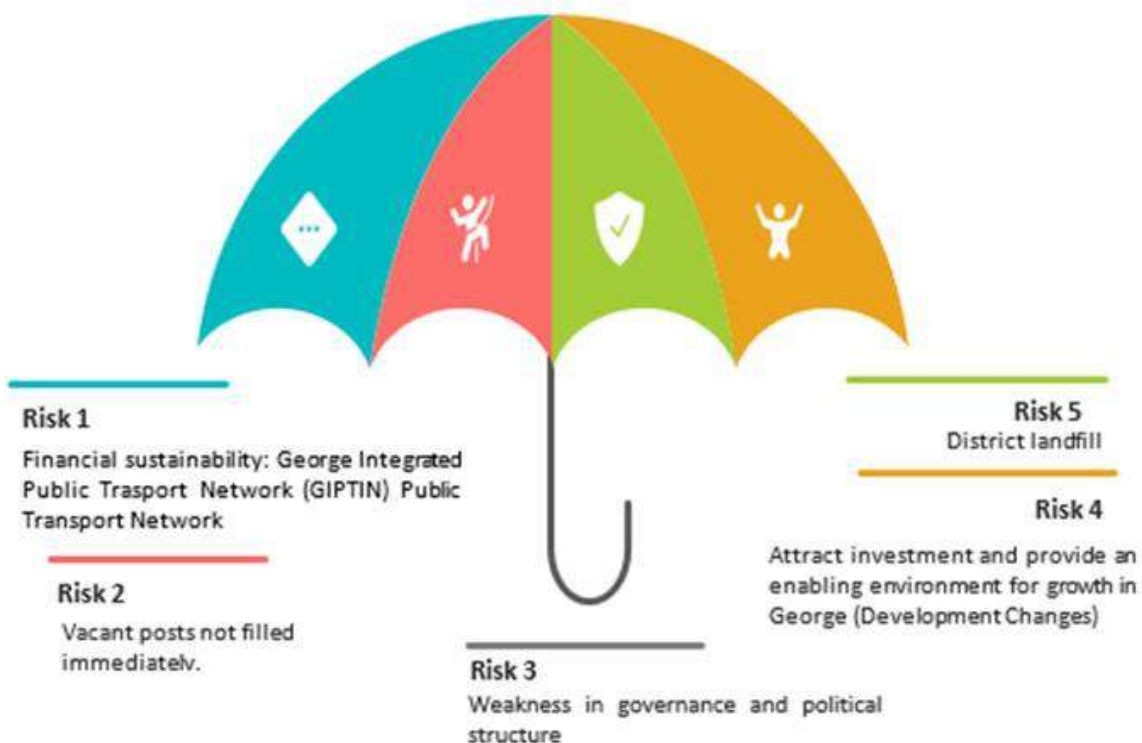 Risk 1
Financial sustainability: George Integrated
Public Trasport Network (GIPTIN) Public
Transport Network
Risk 2
Vacant posts not filled
immediately.
Risk 3
Weakness in governance and political
structure
Risk 5
District landfill
Risk 4
Attract investment and provide an
enabling environment for growth in
George (Development Changes)